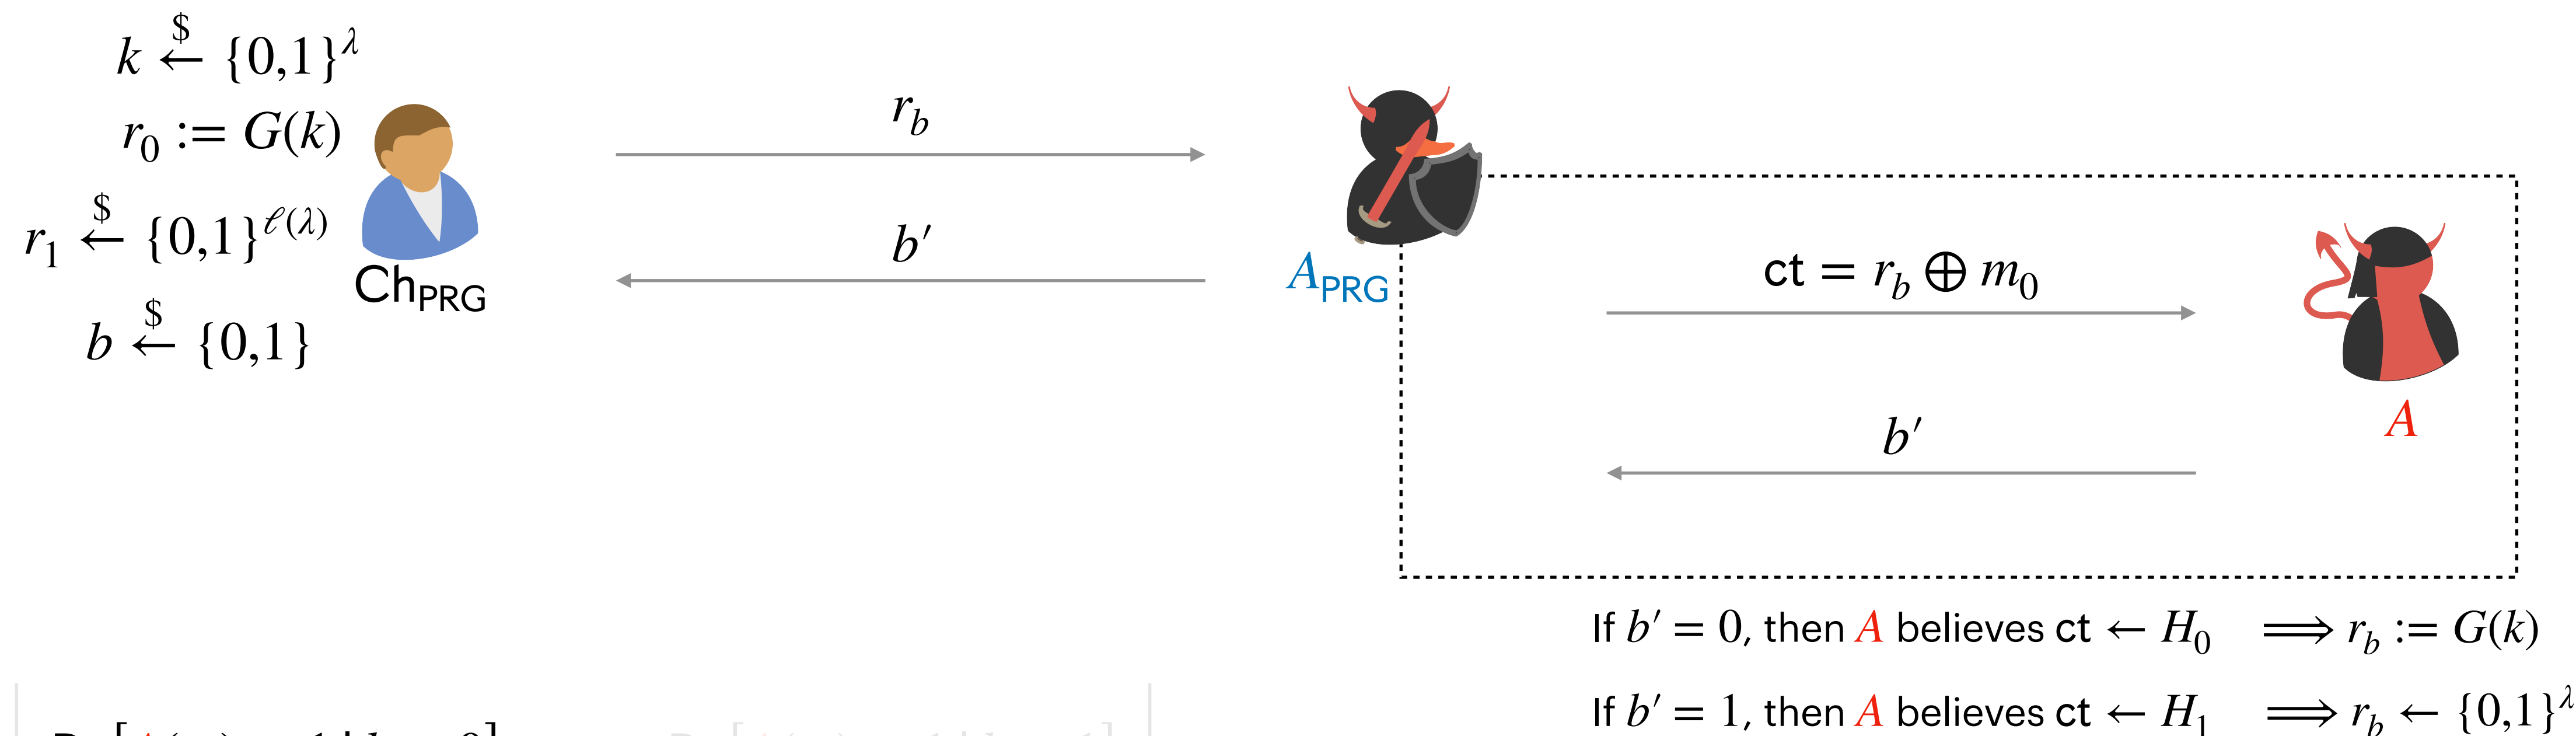 k $← {0,1}^λ
r_0 := G(k)
r_1 $← {0,1}^{ℓ(λ)}
b $← {0,1}
Ch_PRG
r_b
b′
A_PRG
ct = r_b ⊕ m_0
b′
A
If b′ = 0, then A believes ct ← H_0 ⟹ r_b := G(k)
If b′ = 1, then A believes ct ← H_1 ⟹ r_b ← {0,1}^λ